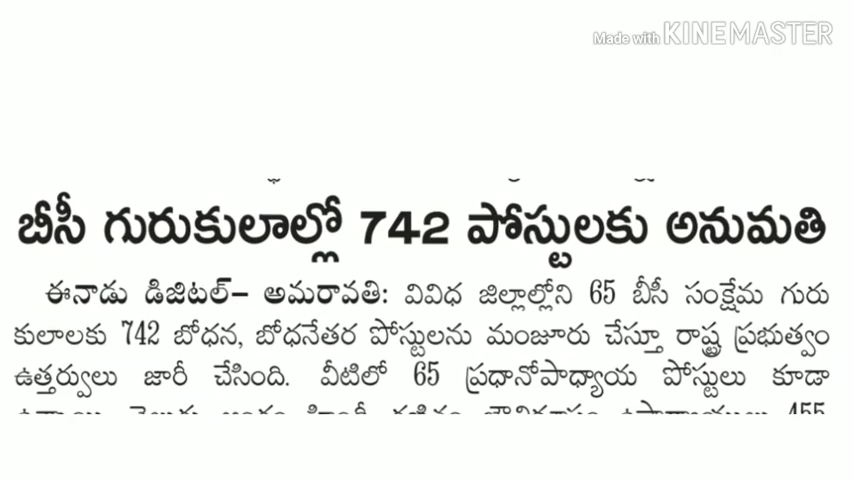 Made with KINEMASTER
బీసీ గురుకులాల్లో 742 పోస్టులకు అనుమతి
ఈనాడు డిజిటల్– అమరావతి: వివిధ జిల్లాల్లోని 65 బీసీ సంక్షేమ గురు
కులాలకు 742 బోధన, బోధనేతర పోస్టులను మంజూరు చేస్తూ రాష్ట్ర ప్రభుత్వం
ఉత్తర్వులు జారీ చేసింది. వీటిలో 65 ప్రధానోపాధ్యాయ పోస్టులు కూడా
455